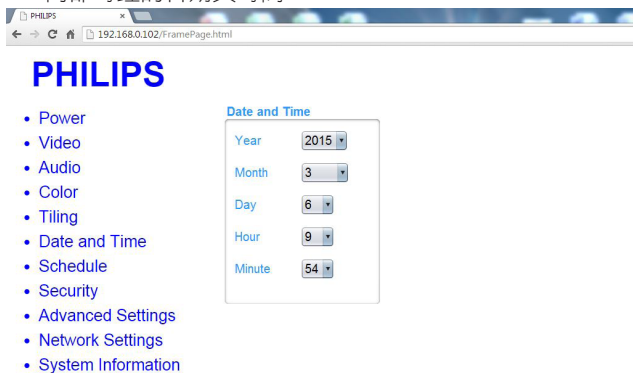 PHILIPS
192.168.0.102/FramePage.html
PHILIPS
Power
Video
Audio
Color
Tiling
Date and Time
Schedule
Security
Advanced Settings
Network Settings
System Information
Date and Time
Year 2015
Month 3
Day 6
Hour 9
Minute 54